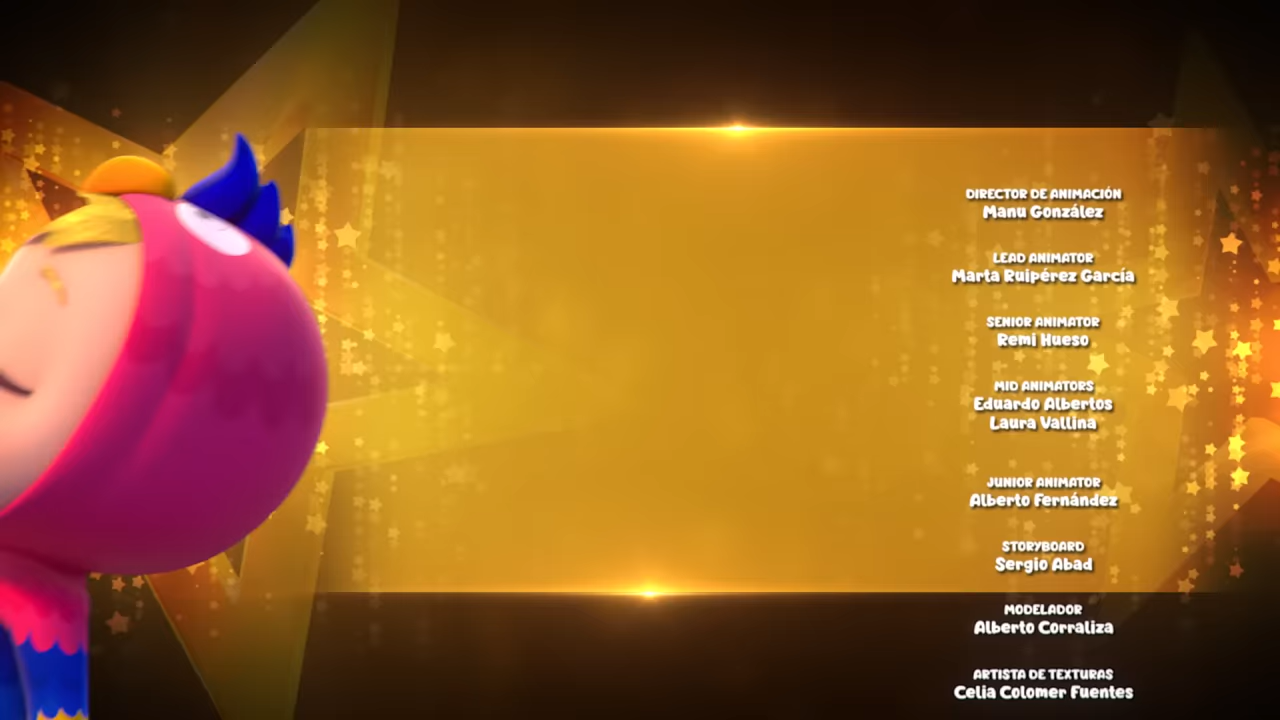 DIRECTOR DE ANIMACIÓN
Manu González
LEAD ANIMATOR
Marta Ruipérez García
SENIOR ANIMATOR
Remi Hueso
MID ANIMATORS
Eduardo Albertos
Laura Vallina
JUNIOR ANIMATOR
Alberto Fernández
STORYBOARD
Sergio Abad
MODELADOR
Alberto Corraliza
ARTISTA DE TEXTURAS
Celia Colomer Fuentes